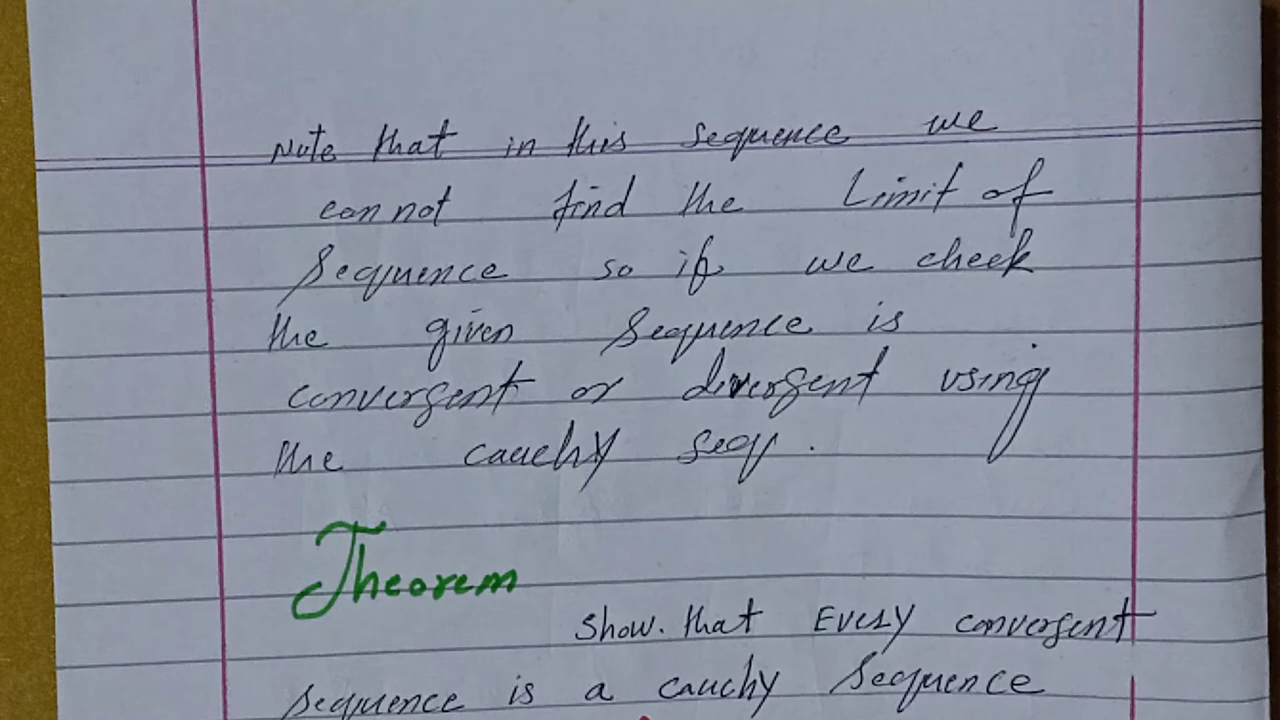 Note that in this sequence we
cannot find the Limit of
Sequence so if we check
the given Sequence is
convergent or divergent using
the cauchy seq.
Theorem
Show. that Every convergent
Sequence is a cauchy Sequence